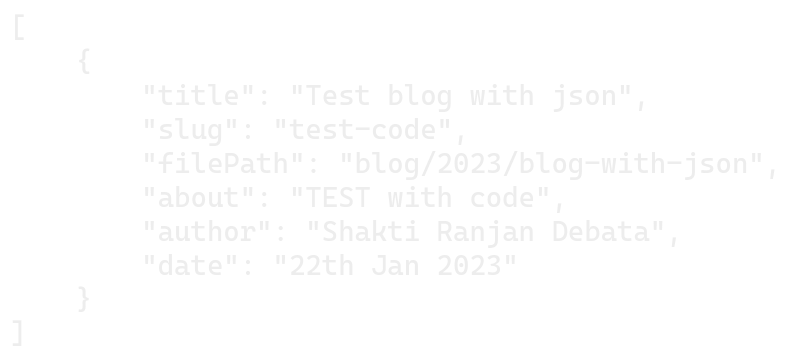 [
    {
        "title": "Test blog with json",
        "slug": "test-code",
        "filePath": "blog/2023/blog-with-json",
        "about": "TEST with code",
        "author": "Shakti Ranjan Debata",
        "date": "22th Jan 2023"
    }
]